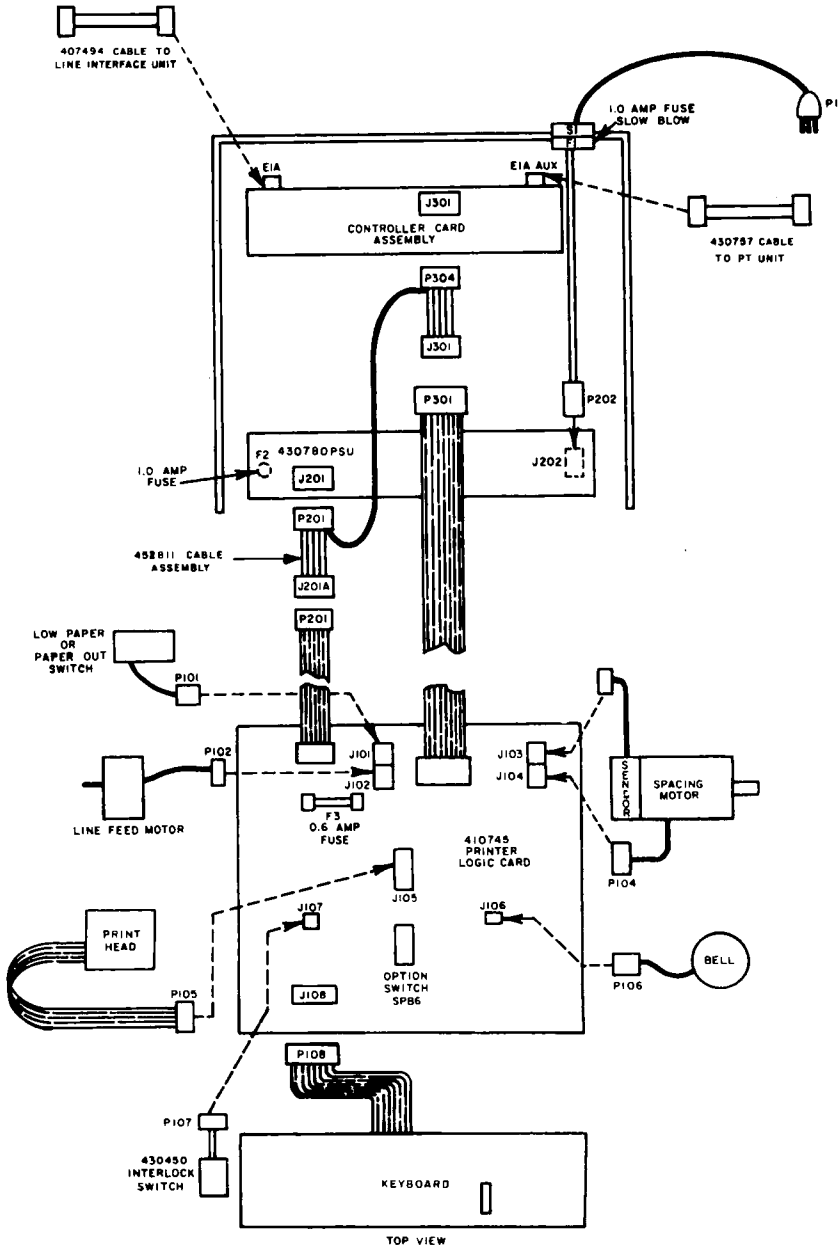 407494 CABLE TO
LINE INTERFACE UNIT
1.0 AMP FUSE
SLOW BLOW
S1
F1
P1
EIA
EIA AUX
J301
CONTROLLER CARD
ASSEMBLY
430797 CABLE
TO PT UNIT
P304
J301
P301
P202
F2
430780PSU
J202
1.0 AMP
FUSE
J201
P201
452811 CABLE
ASSEMBLY
J201A
P201
LOW PAPER
OR
PAPER OUT
SWITCH
P101
P102
J101
J102
J103
J104
SENSOR
SPACING
MOTOR
LINE FEED MOTOR
F3
0.6 AMP
FUSE
410745
PRINTER
LOGIC CARD
P104
J105
J107
J106
PRINT
HEAD
BELL
P105
OPTION
SWITCH
SPB6
P106
J108
P108
P107
430450
INTERLOCK
SWITCH
KEYBOARD
TOP VIEW